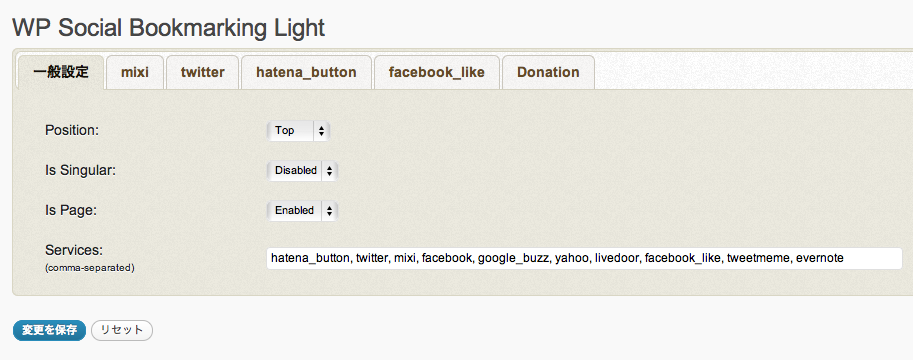 WP Social Bookmarking Light
一般設定 mixi twitter hatena_button facebook_like Donation
Position: Top
Is Singular: Disabled
Is Page: Enabled
Services:
(comma-separated) hatena_button, twitter, mixi, facebook, google_buzz, yahoo, livedoor, facebook_like, tweetmeme, evernote
変更を保存 リセット